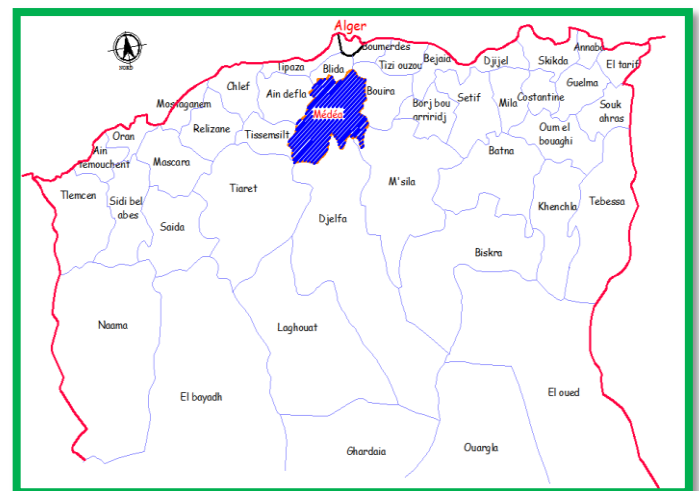 Alger
Boumerdes
Annaba
Tipaza
Blida
Tizi ouzou
Bejaia
Djijel
Skikda
El tarif
Chlef
Ain defla
Bouira
Guelma
Mostaganem
Médéa
Borj bou
arriridj
Setif
Mila
Costantine
Souk
ahras
Oran
Relizane
Tissemsilt
Oum el
bouaghi
Ain
Temouchent
Mascara
Batna
Tlemcen
Sidi bel
abes
Tiaret
M'sila
Khenchla
Tebessa
Saida
Djelfa
Biskra
Naama
Laghouat
El bayadh
El oued
Ghardaia
Ouargla
NORD